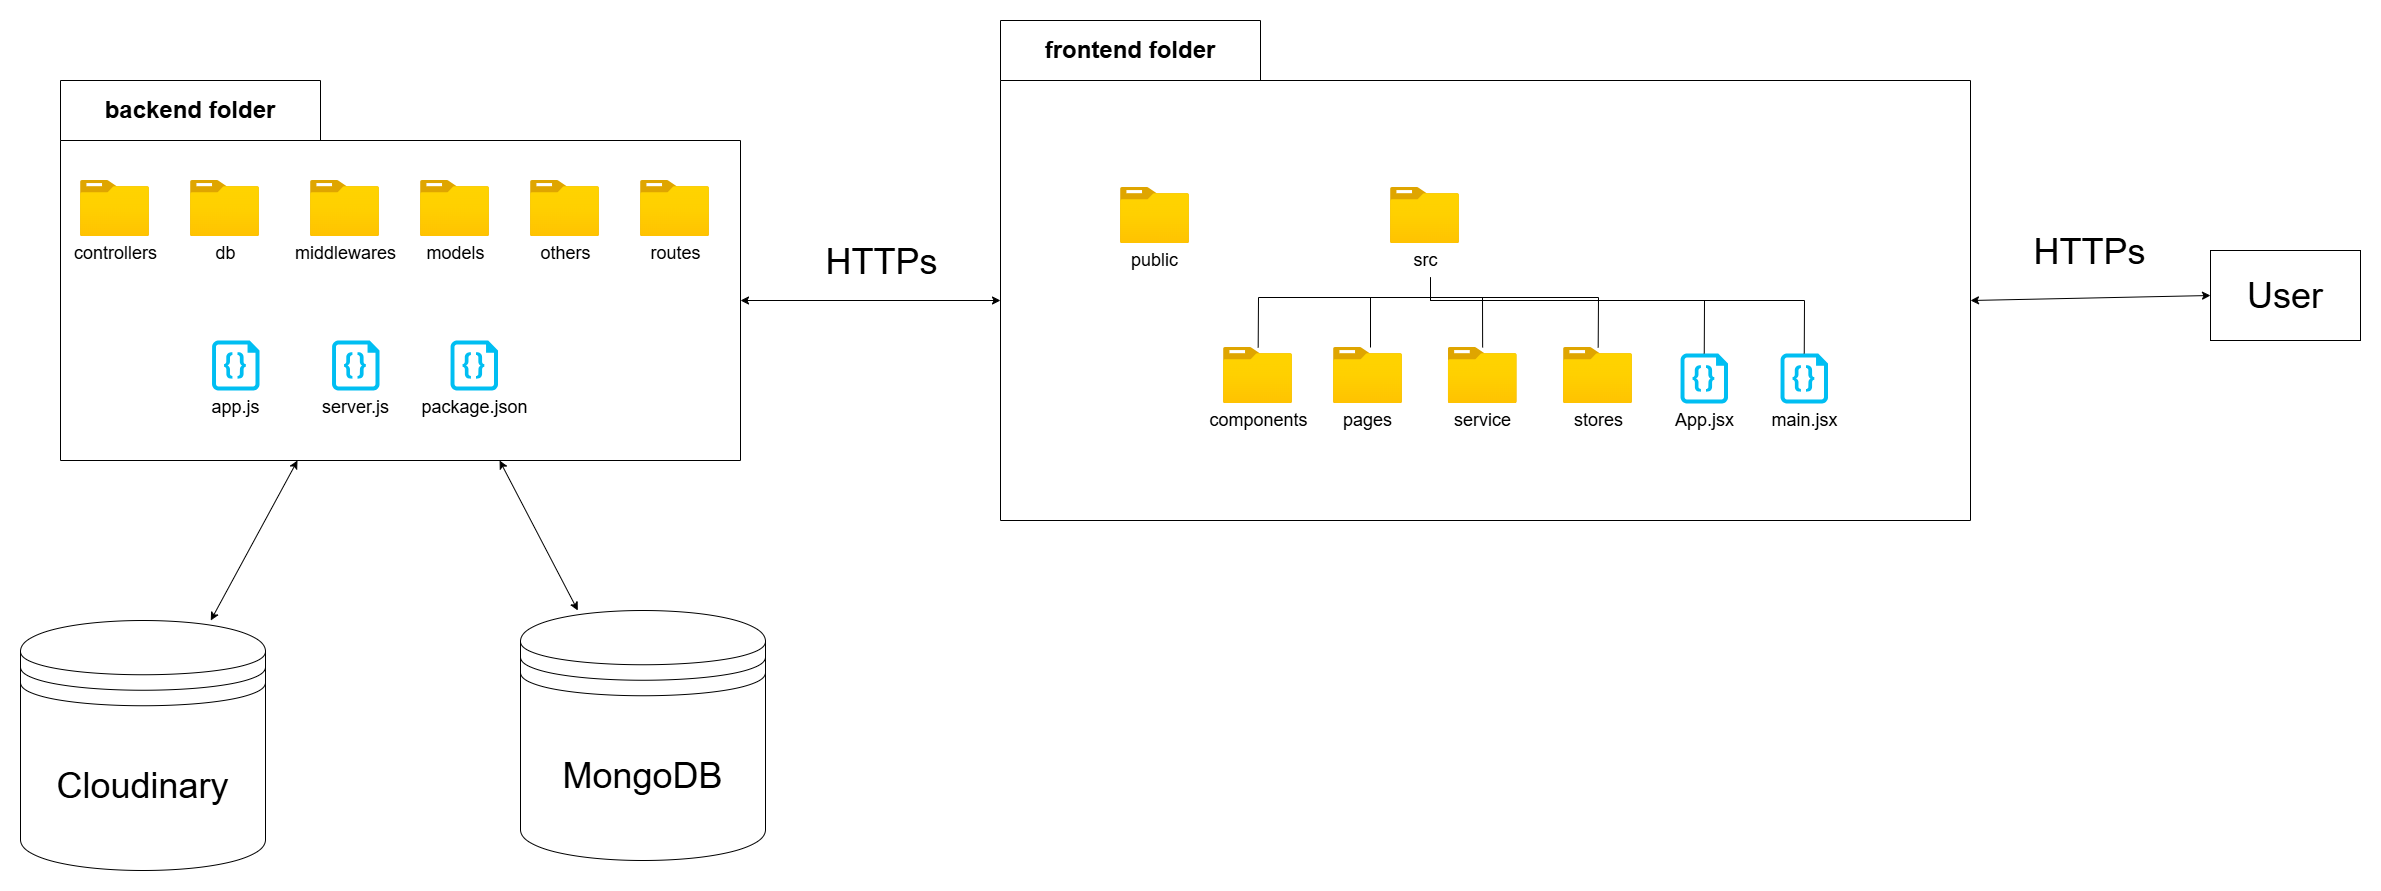 frontend folder
backend folder
controllers
db
middlewares
models
others
routes
HTTPs
public
src
HTTPs
User
app.js
server.js
package.json
components
pages
service
stores
App.jsx
main.jsx
Cloudinary
MongoDB